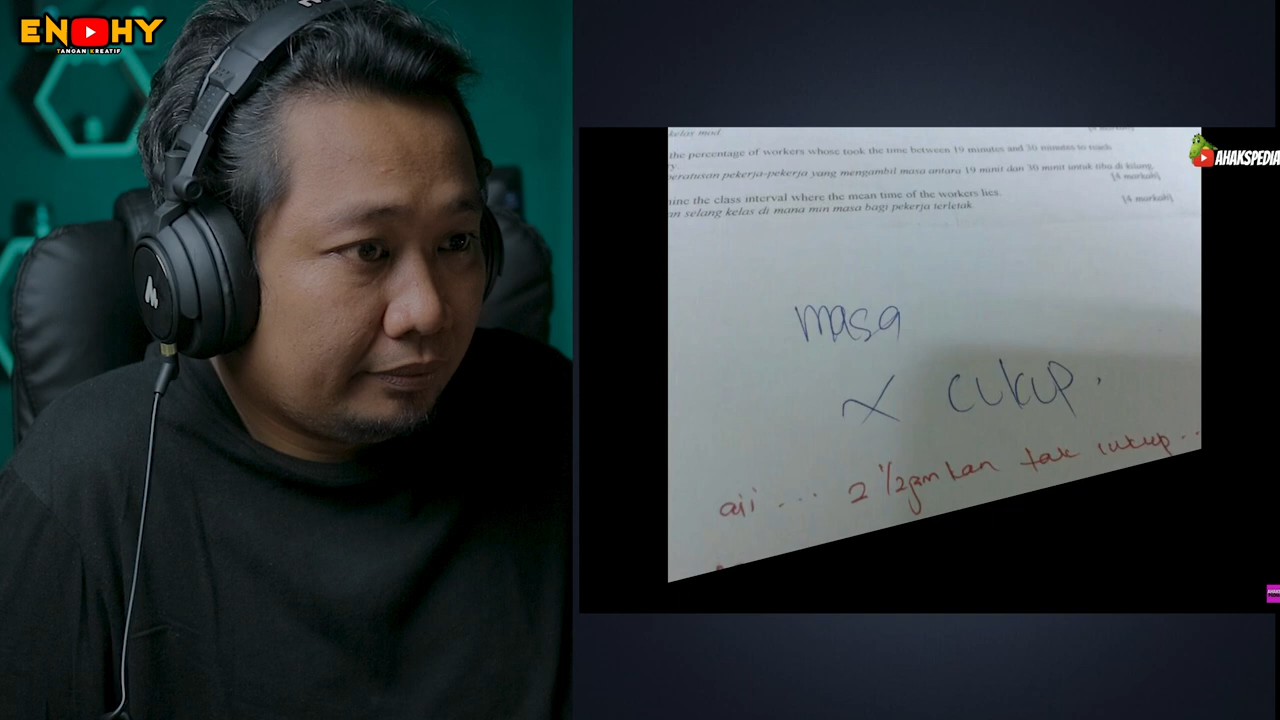 ENOHY
TANGAN KREATIF
kelas mod.
the percentage of workers whose took the time between 19 minutes and 30 minutes to reach
peratusan pekerja-pekerja yang mengambil masa antara 19 minit dan 30 minit untuk tiba di kilang.
[4 markah]
the class interval where the mean time of the workers lies.
selang kelas di mana min masa bagi pekerja terletak
[4 markah]
masa
x cukup.
2 1/2 jam kan tak cukup...
AHAKSPEDIA